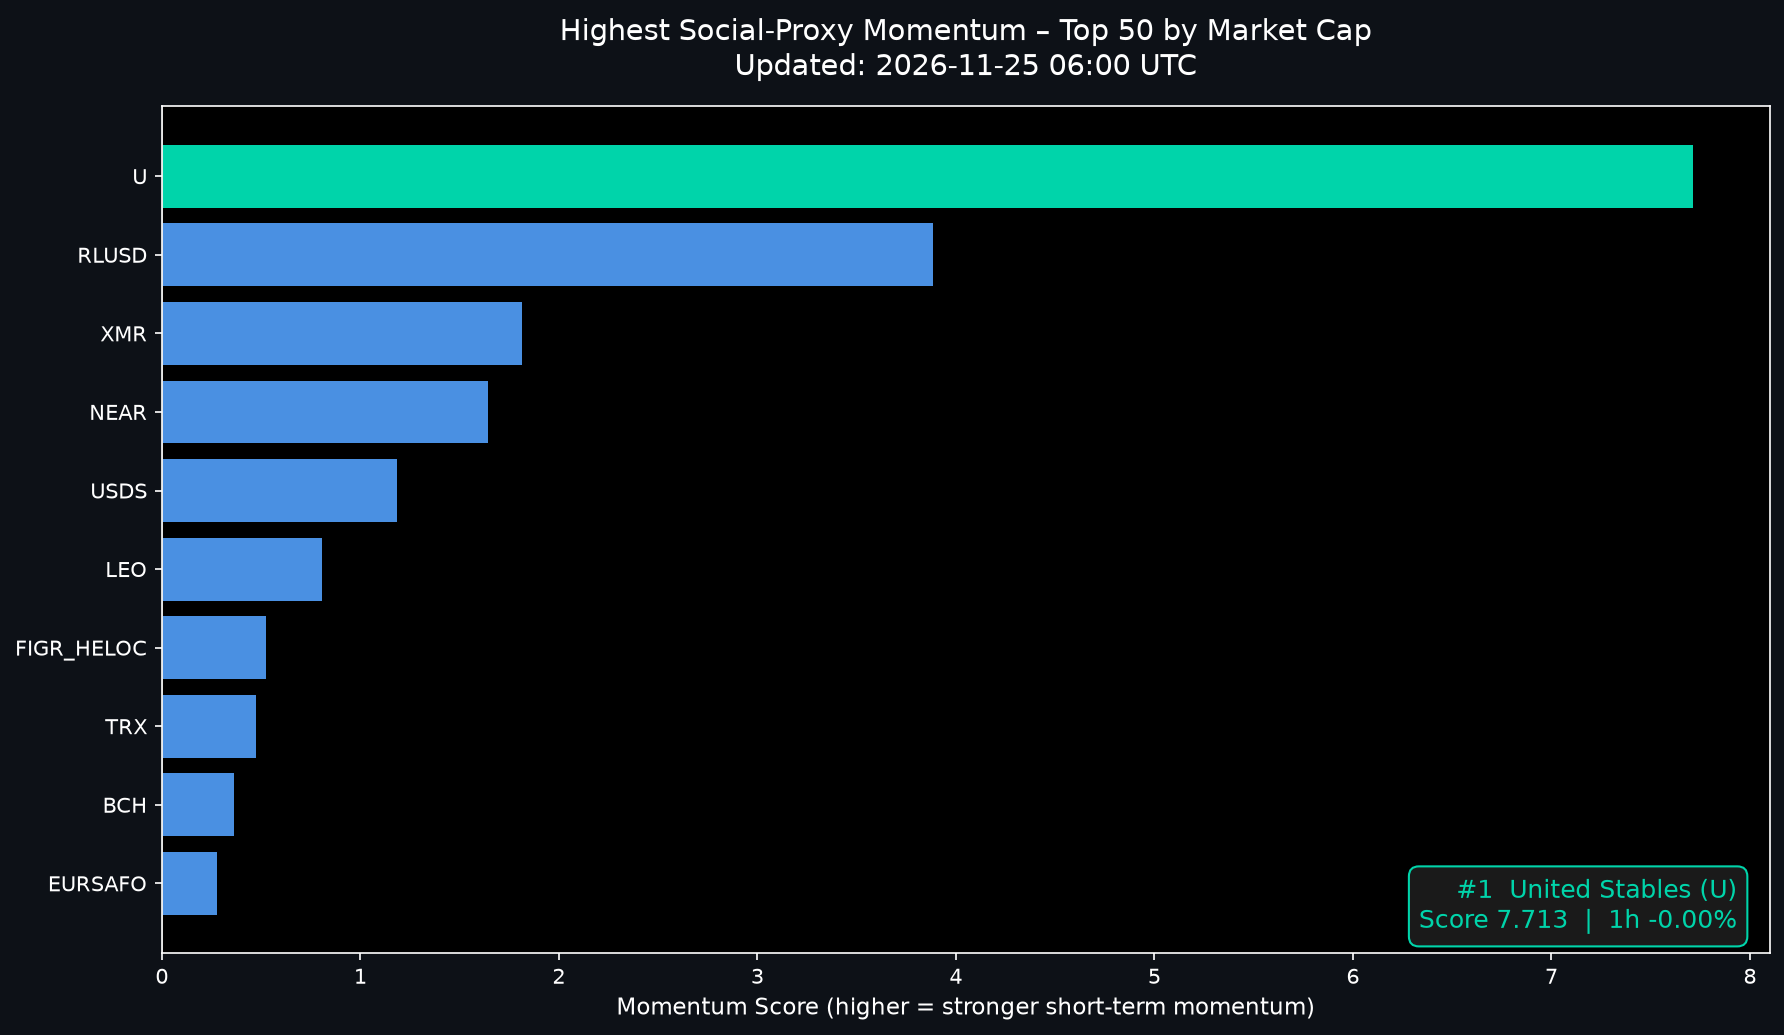 Highest Social-Proxy Momentum – Top 50 by Market Cap
Updated: 2026-11-25 06:00 UTC
U
RLUSD
XMR
NEAR
USDS
LEO
FIGR_HELOC
TRX
BCH
EURSAFO
#1  United Stables (U)
Score 7.713  |  1h -0.00%
0 1 2 3 4 5 6 7 8
Momentum Score (higher = stronger short-term momentum)